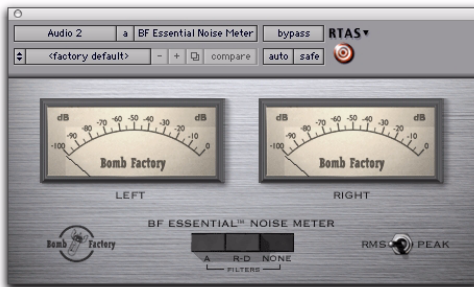 Audio 2 a BF Essential Noise Meter bypass RTAS
<factory default> - + compare auto safe
dB dB
-100 -90 -80 -70 -60 -50 -40 -30 -20 -10 0
Bomb Factory
LEFT
dB dB
-100 -90 -80 -70 -60 -50 -40 -30 -20 -10 0
Bomb Factory
RIGHT
BF ESSENTIAL™ NOISE METER
Bomb Factory
A R-D NONE
FILTERS
RMS PEAK